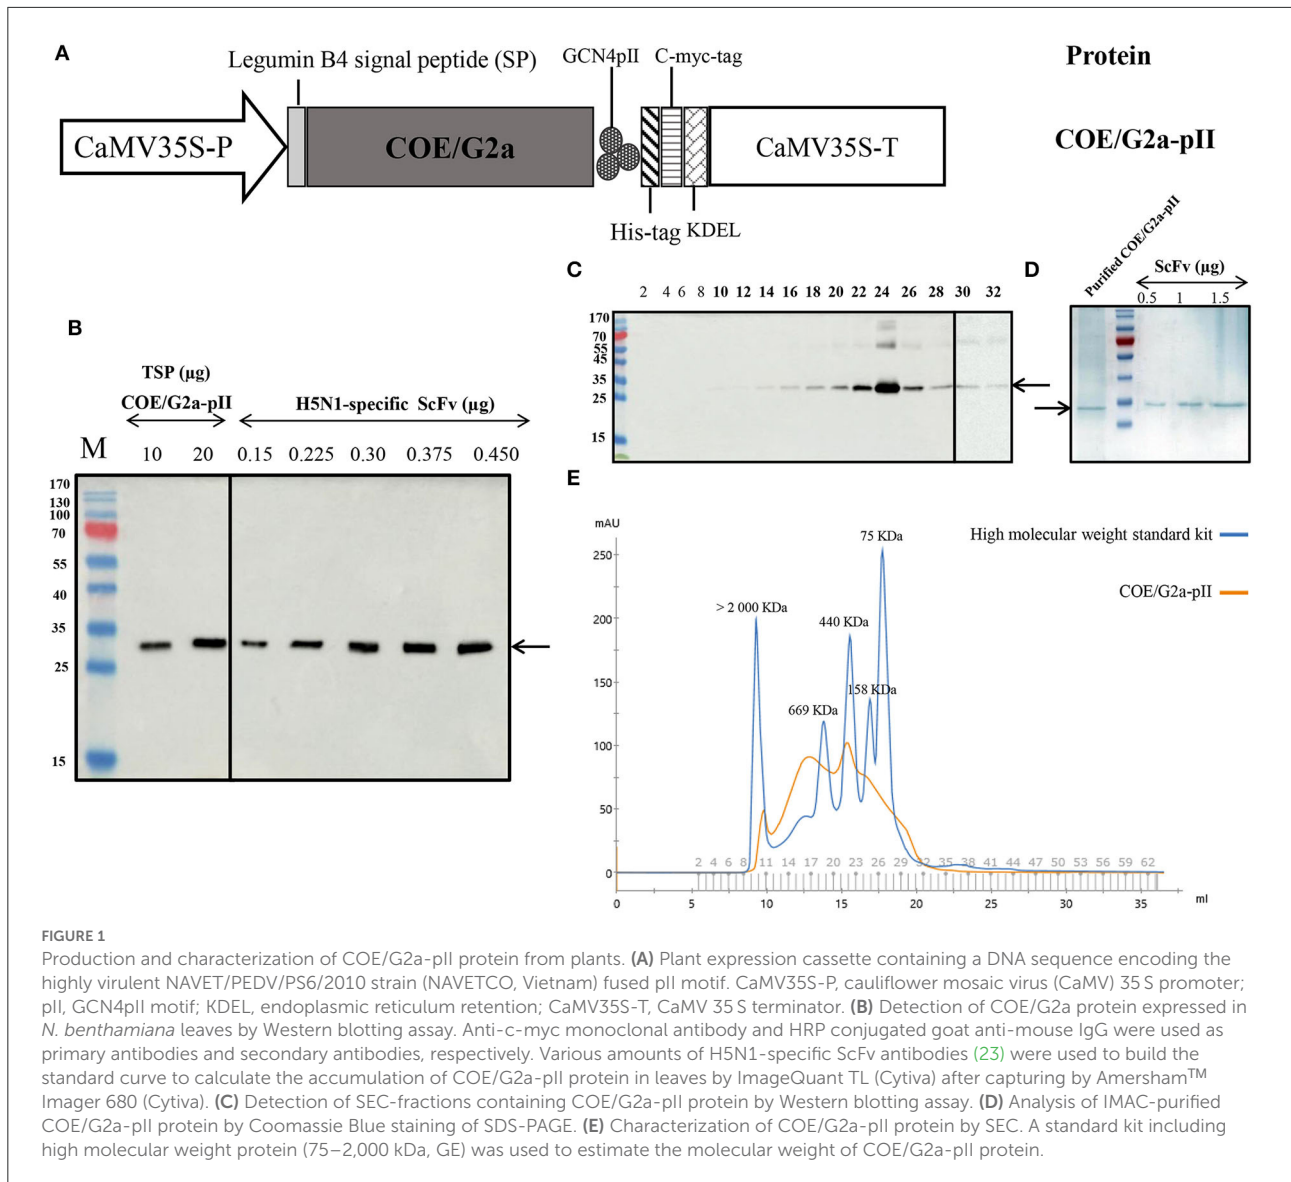 A
Legumin B4 signal peptide (SP)
GCN4pII
C-myc-tag
Protein
CaMV35S-P
COE/G2a
CaMV35S-T
COE/G2a-pII
His-tag
KDEL
B
TSP (µg)
COE/G2a-pII
H5N1-specific ScFv (µg)
M
10 20 0.15 0.225 0.30 0.375 0.450
170
130
100
70
55
40
35
25
15
C
2 4 6 8 10 12 14 16 18 20 22 24 26 28 30 32
170
70
55
45
35
25
15
D
Purified COE/G2a-pII
ScFv (µg)
0.5 1 1.5
E
mAU
250
200
150
100
50
0
> 2 000 KDa
669 KDa
440 KDa
158 KDa
75 KDa
High molecular weight standard kit
COE/G2a-pII
2 4 6 8 11 14 17 20 23 26 29 32 35 38 41 44 47 50 53 56 59 62
0 5 10 15 20 25 30 35 ml
FIGURE 1
Production and characterization of COE/G2a-pII protein from plants. (A) Plant expression cassette containing a DNA sequence encoding the
highly virulent NAVET/PEDV/PS6/2010 strain (NAVETCO, Vietnam) fused pII motif. CaMV35S-P, cauliflower mosaic virus (CaMV) 35 S promoter;
pII, GCN4pII motif; KDEL, endoplasmic reticulum retention; CaMV35S-T, CaMV 35 S terminator. (B) Detection of COE/G2a protein expressed in
N. benthamiana leaves by Western blotting assay. Anti-c-myc monoclonal antibody and HRP conjugated goat anti-mouse IgG were used as
primary antibodies and secondary antibodies, respectively. Various amounts of H5N1-specific ScFv antibodies (23) were used to build the
standard curve to calculate the accumulation of COE/G2a-pII protein in leaves by ImageQuant TL (Cytiva) after capturing by Amersham™
Imager 680 (Cytiva). (C) Detection of SEC-fractions containing COE/G2a-pII protein by Western blotting assay. (D) Analysis of IMAC-purified
COE/G2a-pII protein by Coomassie Blue staining of SDS-PAGE. (E) Characterization of COE/G2a-pII protein by SEC. A standard kit including
high molecular weight protein (75–2,000 kDa, GE) was used to estimate the molecular weight of COE/G2a-pII protein.